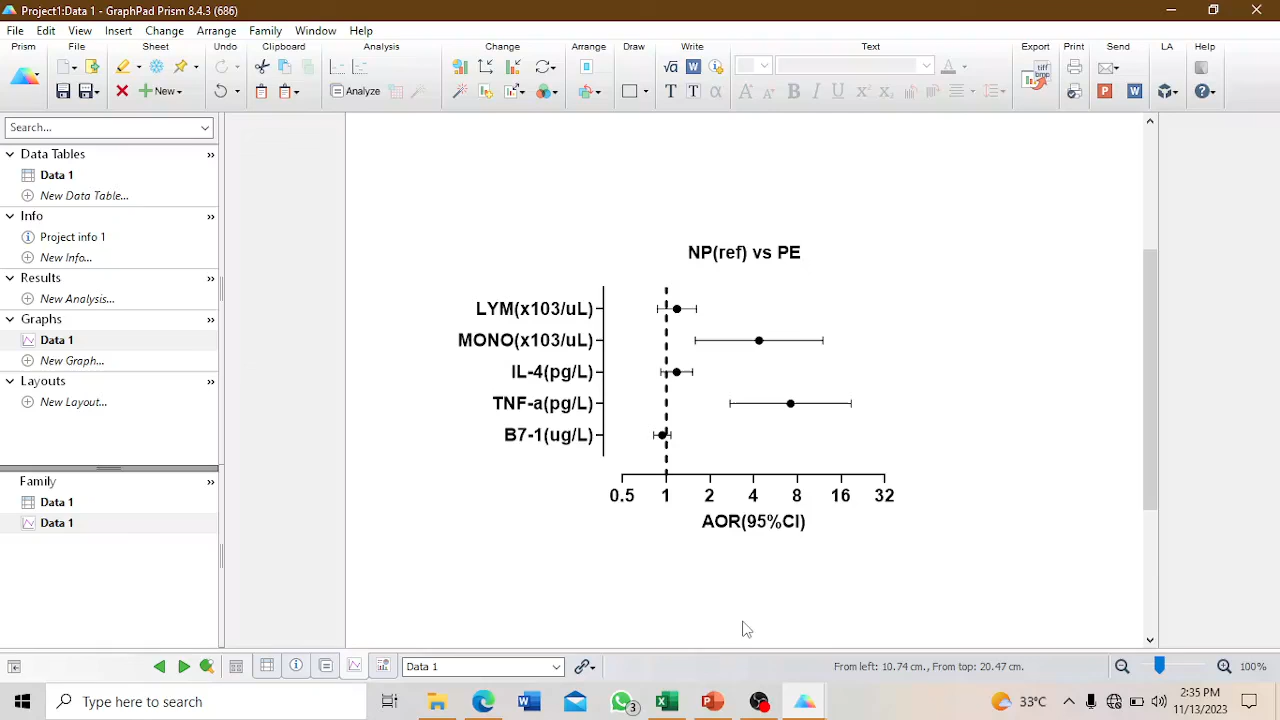 Project1:Data 1 - GraphPad Prism 8.4.3 (686)
File Edit View Insert Change Arrange Family Window Help
Prism File Sheet Undo Clipboard Analysis Change Arrange Draw Write Text Export Print Send LA Help
tiff
bmp
New Analyze
Search...
Data Tables
Data 1
New Data Table...
Info
Project info 1
New Info...
Results
New Analysis...
Graphs
Data 1
New Graph...
Layouts
New Layout...
Family
Data 1
Data 1
NP(ref) vs PE
LYM(x103/uL)
MONO(x103/uL)
IL-4(pg/L)
TNF-a(pg/L)
B7-1(ug/L)
0.5 1 2 4 8 16 32
AOR(95%CI)
Data 1
From left: 10.74 cm, From top: 20.47 cm.
100%
Type here to search
3
33°C
2:35 PM
11/13/2023